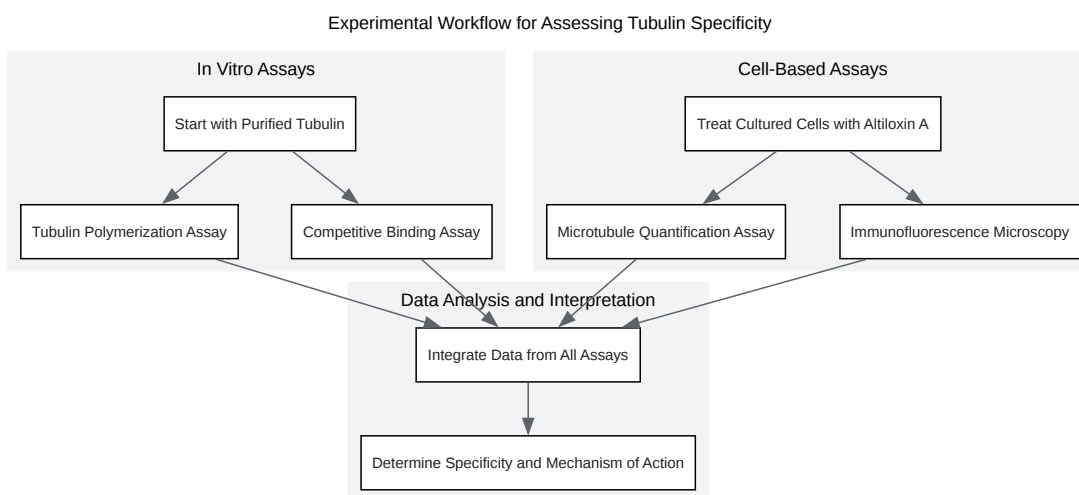 Experimental Workflow for Assessing Tubulin Specificity
In Vitro Assays
Start with Purified Tubulin
Tubulin Polymerization Assay
Competitive Binding Assay
Cell-Based Assays
Treat Cultured Cells with Altiloxin A
Microtubule Quantification Assay
Immunofluorescence Microscopy
Data Analysis and Interpretation
Integrate Data from All Assays
Determine Specificity and Mechanism of Action